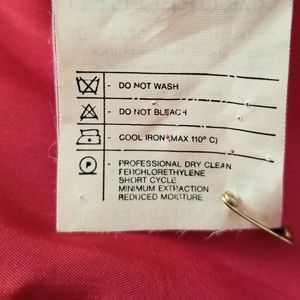 - DO NOT WASH
- DO NOT BLEACH
- COOL IRON (MAX 110° C)
P - PROFESSIONAL DRY CLEAN
PERCHLORETHYLENE
SHORT CYCLE
MINIMUM EXTRACTION
REDUCED MOISTURE